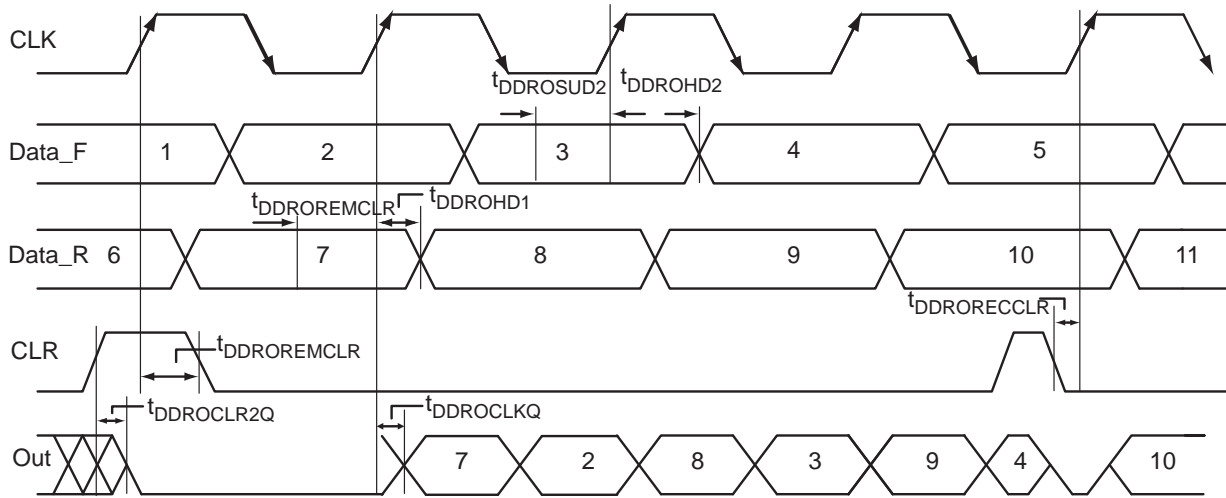 CLK
tDDROSUD2 tDDROHD2
Data_F 1 2 3 4 5
tDDROREMCLR tDDROHD1
Data_R 6 7 8 9 10 11
tDDRORECCLR
CLR
tDDROREMCLR
tDDROCLR2Q tDDROCLKQ
Out 7 2 8 3 9 4 10